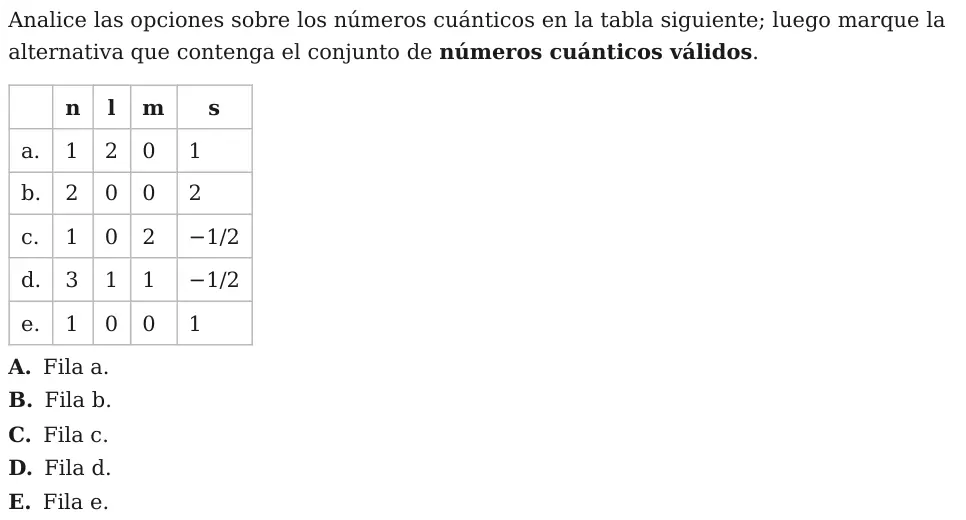 Analice las opciones sobre los números cuánticos en la tabla siguiente; luego marque la
alternativa que contenga el conjunto de números cuánticos válidos.
n l m s
a. 1 2 0 1
b. 2 0 0 2
c. 1 0 2 −1/2
d. 3 1 1 −1/2
e. 1 0 0 1
A. Fila a.
B. Fila b.
C. Fila c.
D. Fila d.
E. Fila e.